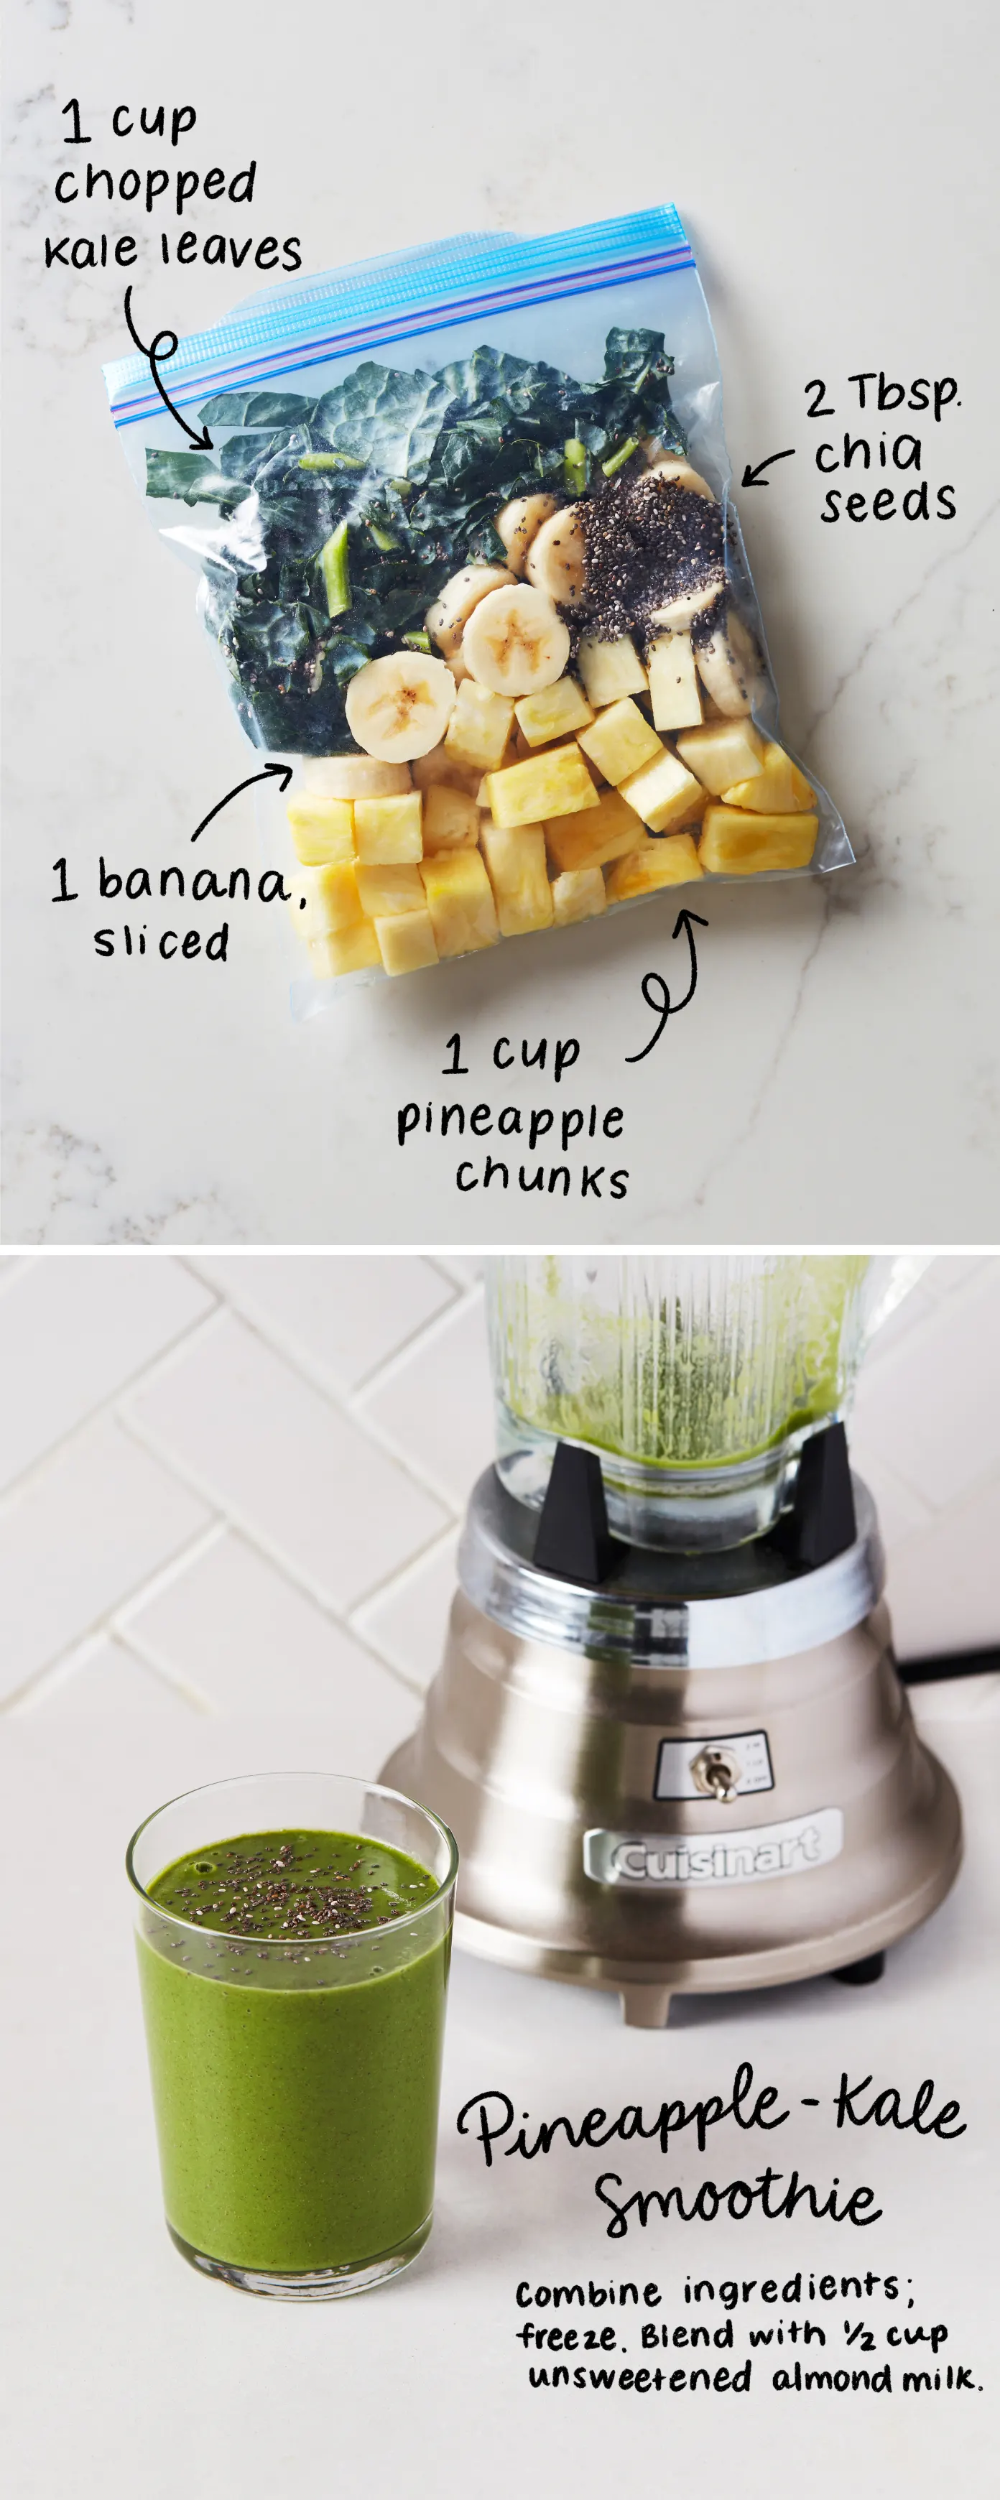 1 cup
chopped
kale leaves
2 Tbsp.
chia
seeds
1 banana,
sliced
1 cup
pineapple
chunks
Cuisinart
Pineapple-Kale
Smoothie
Combine ingredients;
freeze. Blend with ½ cup
unsweetened almond milk.